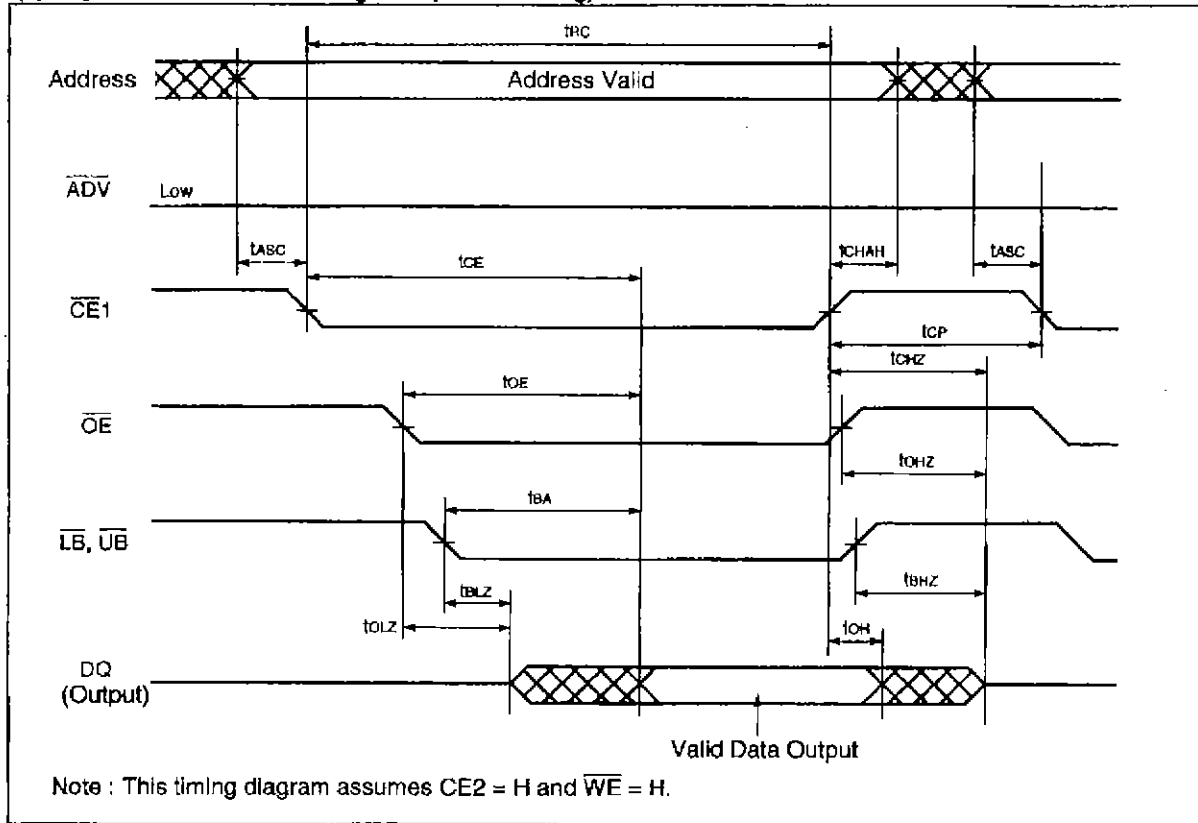 tRC
Address
Address Valid
ADV
Low
tASC
tCE
tCHAH
tASC
CE1
tCP
tCHZ
tOE
OE
tOHZ
tBA
LB, UB
tBHZ
tBLZ
tOLZ
tOH
DQ
(Output)
Valid Data Output
Note : This timing diagram assumes CE2 = H and WE = H.